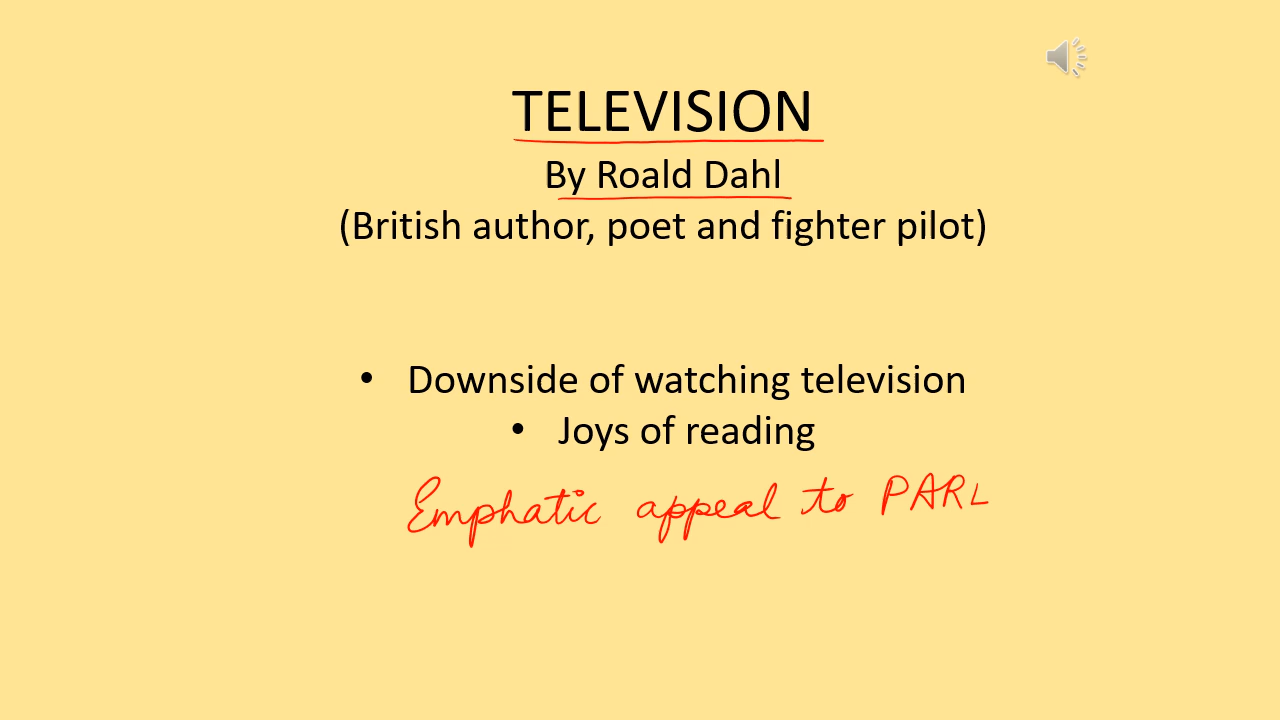 TELEVISION
By Roald Dahl
(British author, poet and fighter pilot)
• Downside of watching television
• Joys of reading
Emphatic appeal to PARL